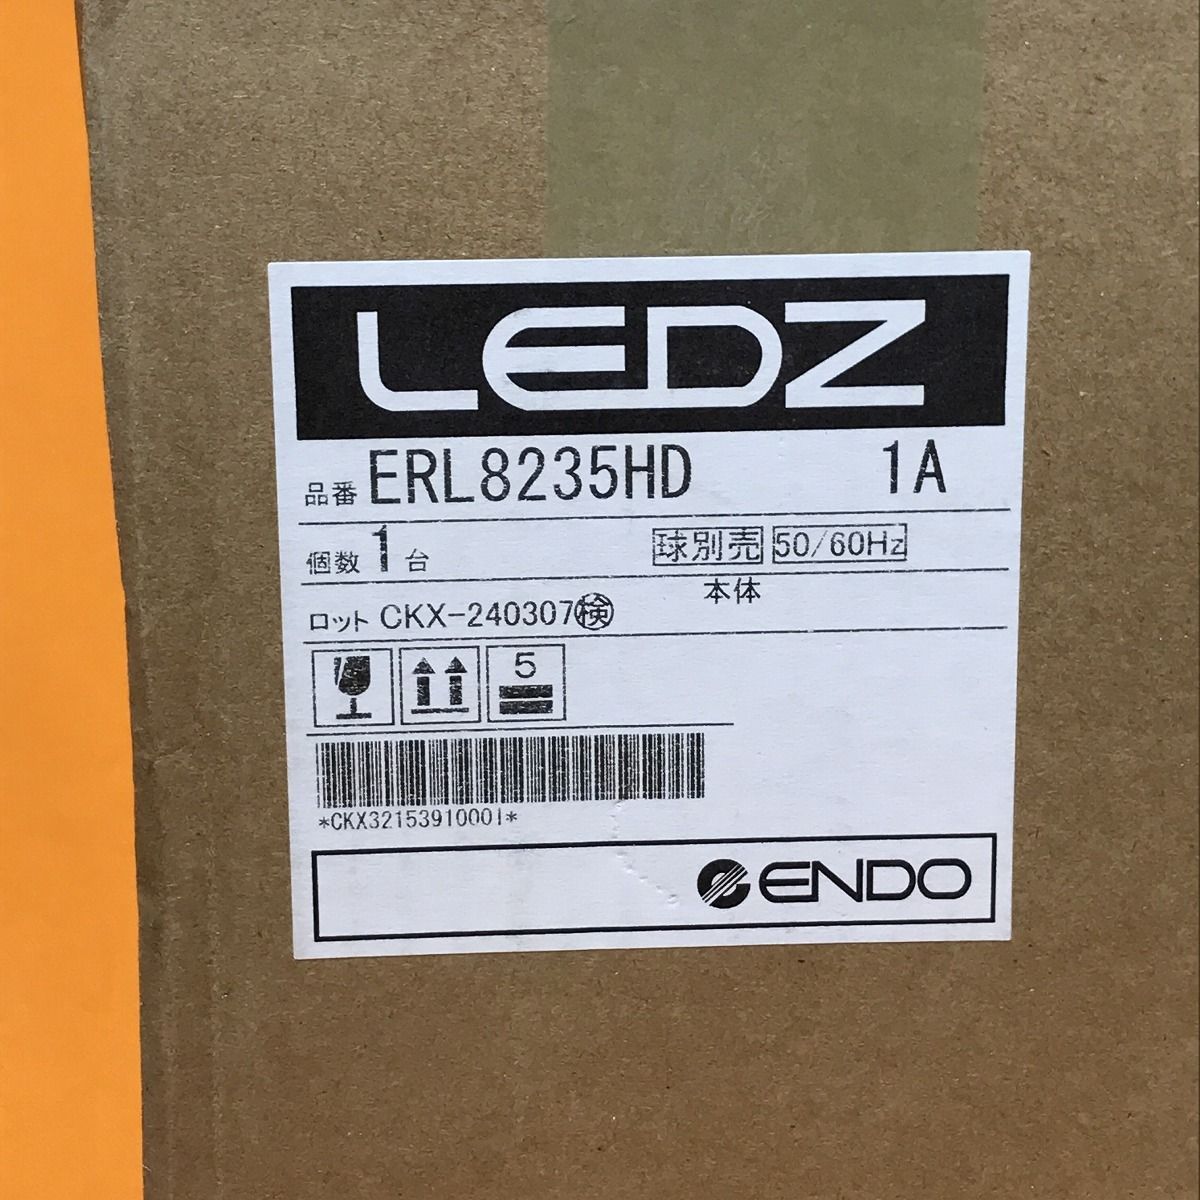 LEDZ
品番 ERL8235HD 1A
個数 1 台 球別売 50/60Hz
本体
ロット CKX-240307検
5
*CKX32153910001*
ENDO